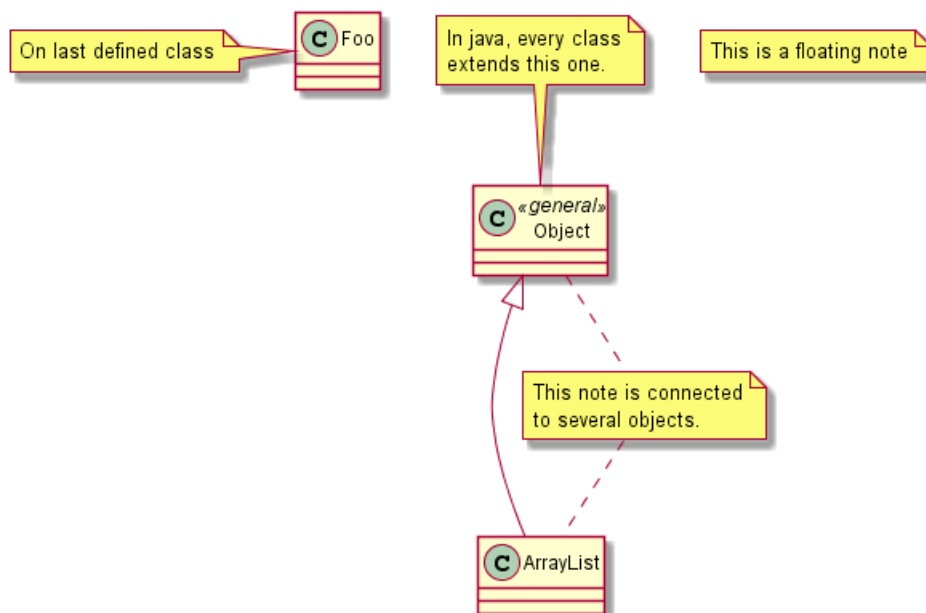 On last defined class
C Foo
In java, every class
extends this one.
This is a floating note
C «general»
Object
This note is connected
to several objects.
C ArrayList